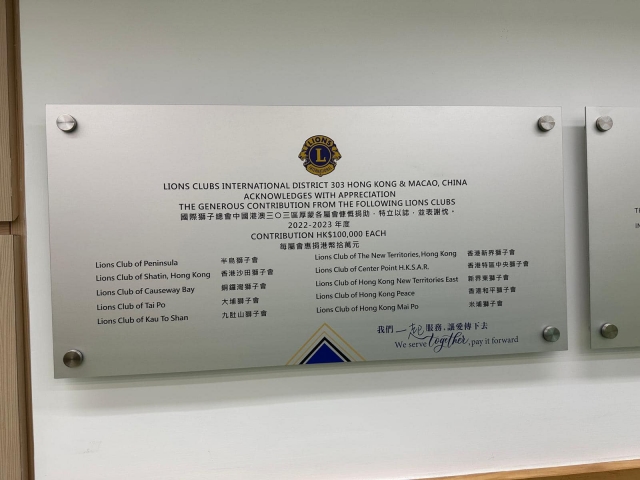 LIONS
L
INTERNATIONAL
LIONS CLUBS INTERNATIONAL DISTRICT 303 HONG KONG & MACAO, CHINA
ACKNOWLEDGES WITH APPRECIATION
THE GENEROUS CONTRIBUTION FROM THE FOLLOWING LIONS CLUBS
國際獅子總會中國港澳三〇三區厚蒙各屬會慷慨捐助，特立以誌，並表謝悃。
2022-2023 年度
CONTRIBUTION HK$100,000 EACH
每屬會惠捐港幣拾萬元
Lions Club of Peninsula 半島獅子會
Lions Club of Shatin, Hong Kong 香港沙田獅子會
Lions Club of Causeway Bay 銅鑼灣獅子會
Lions Club of Tai Po 大埔獅子會
Lions Club of Kau To Shan 九肚山獅子會
Lions Club of The New Territories, Hong Kong 香港新界獅子會
Lions Club of Center Point H.K.S.A.R. 香港特區中央獅子會
Lions Club of Hong Kong New Territories East 新界東獅子會
Lions Club of Hong Kong Peace 香港和平獅子會
Lions Club of Hong Kong Mai Po 米埔獅子會
我們一起服務，讓愛傳下去
We serve together, pay it forward